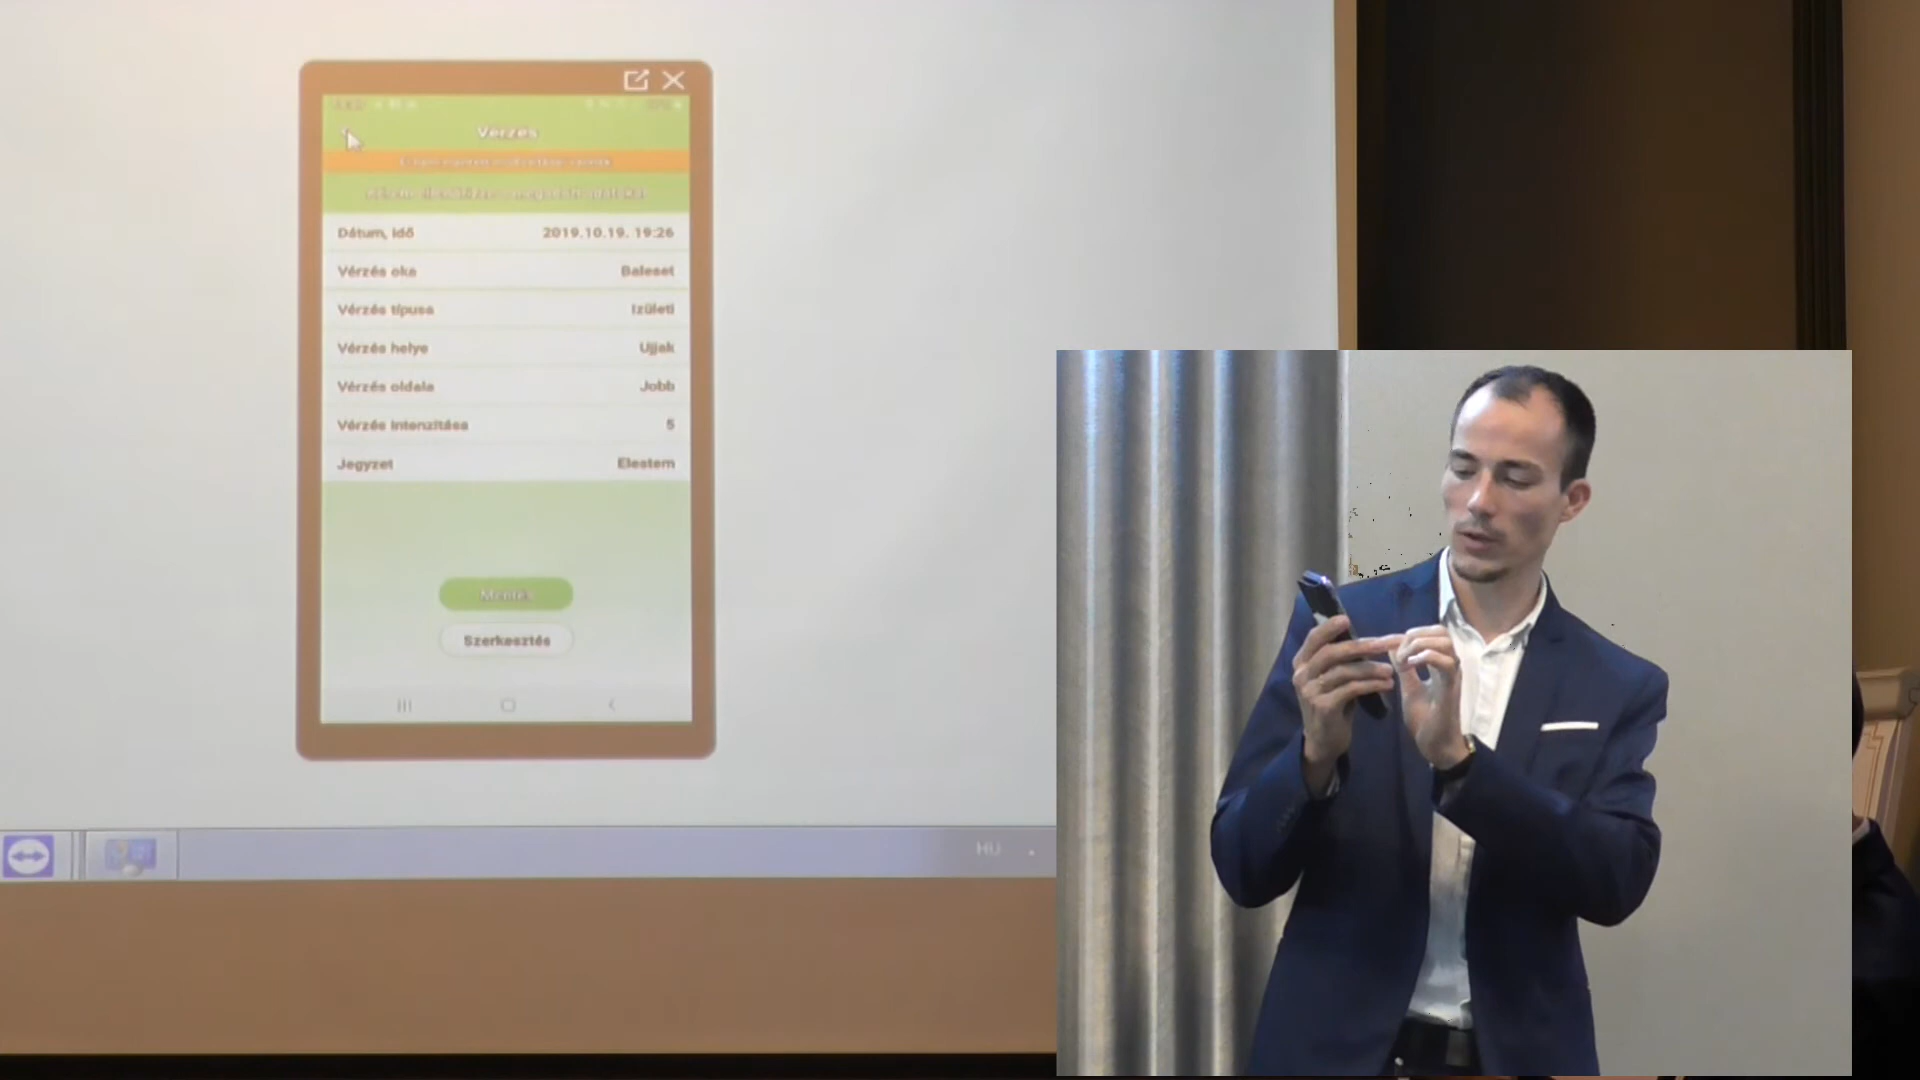 Vérzés
Dátum, idő 2019.10.19. 19:26
Vérzés oka Baleset
Vérzés típusa Izületi
Vérzés helye Ujjak
Vérzés oldala Jobb
Vérzés intenzitása 5
Jegyzet Elestem
Mentés
Szerkesztés
HU